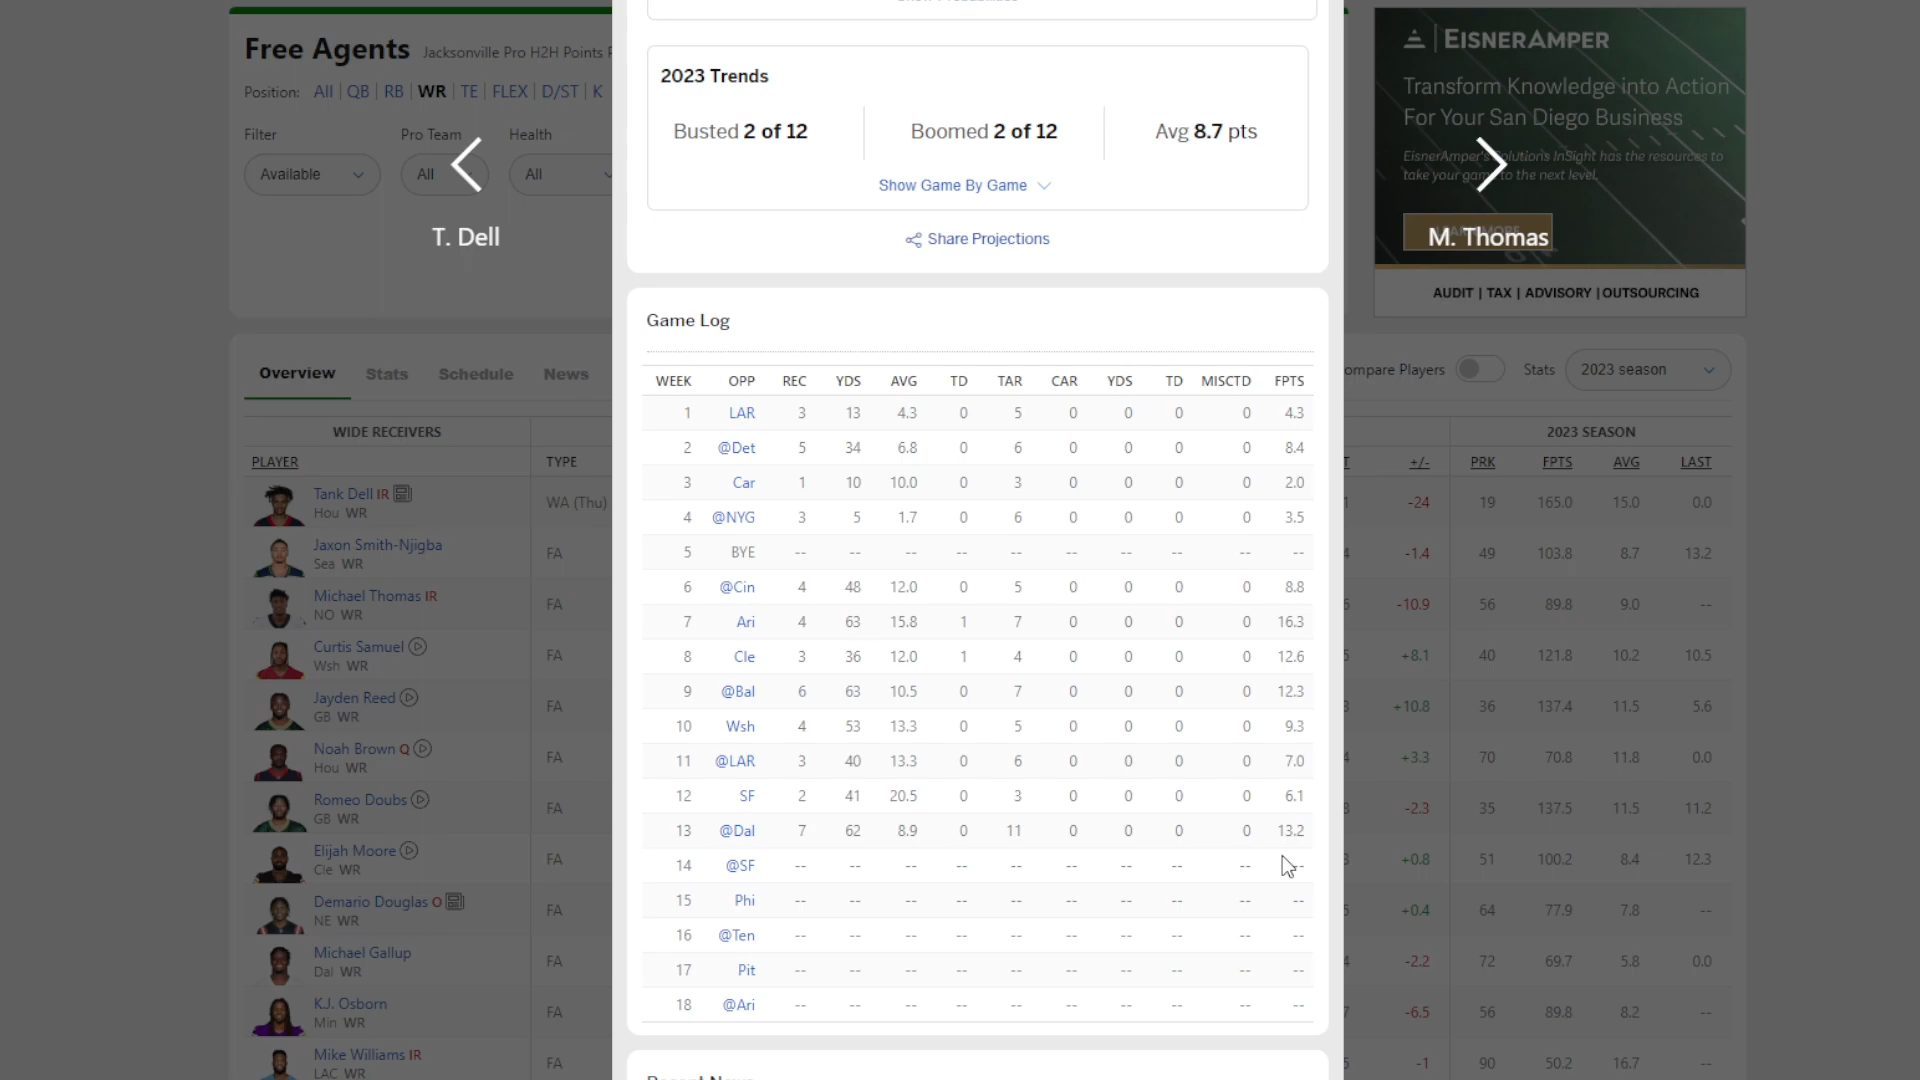 Free Agents Jacksonville Pro H2H Points
Position: All | QB | RB | WR | TE | FLEX | D/ST | K
Filter Pro Team Health
Available All All
T. Dell
2023 Trends
Busted 2 of 12 Boomed 2 of 12 Avg 8.7 pts
Show Game By Game
Share Projections
M. Thomas
EISNERAMPER
Transform Knowledge into Action
For Your San Diego Business
EisnerAmper's Solutions InSight has the resources to
take your game to the next level.
AUDIT | TAX | ADVISORY | OUTSOURCING
Overview Stats Schedule News
ompare Players Stats 2023 season
WIDE RECEIVERS
PLAYER TYPE
Tank Dell IR
Hou WR
WA (Thu)
Jaxon Smith-Njigba
Sea WR
FA
Michael Thomas IR
NO WR
FA
Curtis Samuel
Wsh WR
FA
Jayden Reed
GB WR
FA
Noah Brown Q
Hou WR
FA
Romeo Doubs
GB WR
FA
Elijah Moore
Cle WR
FA
Demario Douglas O
NE WR
FA
Michael Gallup
Dal WR
FA
K.J. Osborn
Min WR
FA
Mike Williams IR
LAC WR
FA
Game Log
WEEK OPP REC YDS AVG TD TAR CAR YDS TD MISCTD FPTS
1 LAR 3 13 4.3 0 5 0 0 0 0 4.3
2 @Det 5 34 6.8 0 6 0 0 0 0 8.4
3 Car 1 10 10.0 0 3 0 0 0 0 2.0
4 @NYG 3 5 1.7 0 6 0 0 0 0 3.5
5 BYE -- -- -- -- -- -- -- -- -- --
6 @Cin 4 48 12.0 0 5 0 0 0 0 8.8
7 Ari 4 63 15.8 1 7 0 0 0 0 16.3
8 Cle 3 36 12.0 1 4 0 0 0 0 12.6
9 @Bal 6 63 10.5 0 7 0 0 0 0 12.3
10 Wsh 4 53 13.3 0 5 0 0 0 0 9.3
11 @LAR 3 40 13.3 0 6 0 0 0 0 7.0
12 SF 2 41 20.5 0 3 0 0 0 0 6.1
13 @Dal 7 62 8.9 0 11 0 0 0 0 13.2
14 @SF -- -- -- -- -- -- -- -- -- --
15 Phi -- -- -- -- -- -- -- -- -- --
16 @Ten -- -- -- -- -- -- -- -- -- --
17 Pit -- -- -- -- -- -- -- -- -- --
18 @Ari -- -- -- -- -- -- -- -- -- --
2023 SEASON
+/- PRK FPTS AVG LAST
-24 19 165.0 15.0 0.0
-1.4 49 103.8 8.7 13.2
-10.9 56 89.8 9.0 --
+8.1 40 121.8 10.2 10.5
+10.8 36 137.4 11.5 5.6
+3.3 70 70.8 11.8 0.0
-2.3 35 137.5 11.5 11.2
+0.8 51 100.2 8.4 12.3
+0.4 64 77.9 7.8 --
-2.2 72 69.7 5.8 0.0
-6.5 56 89.8 8.2 --
-1 90 50.2 16.7 --